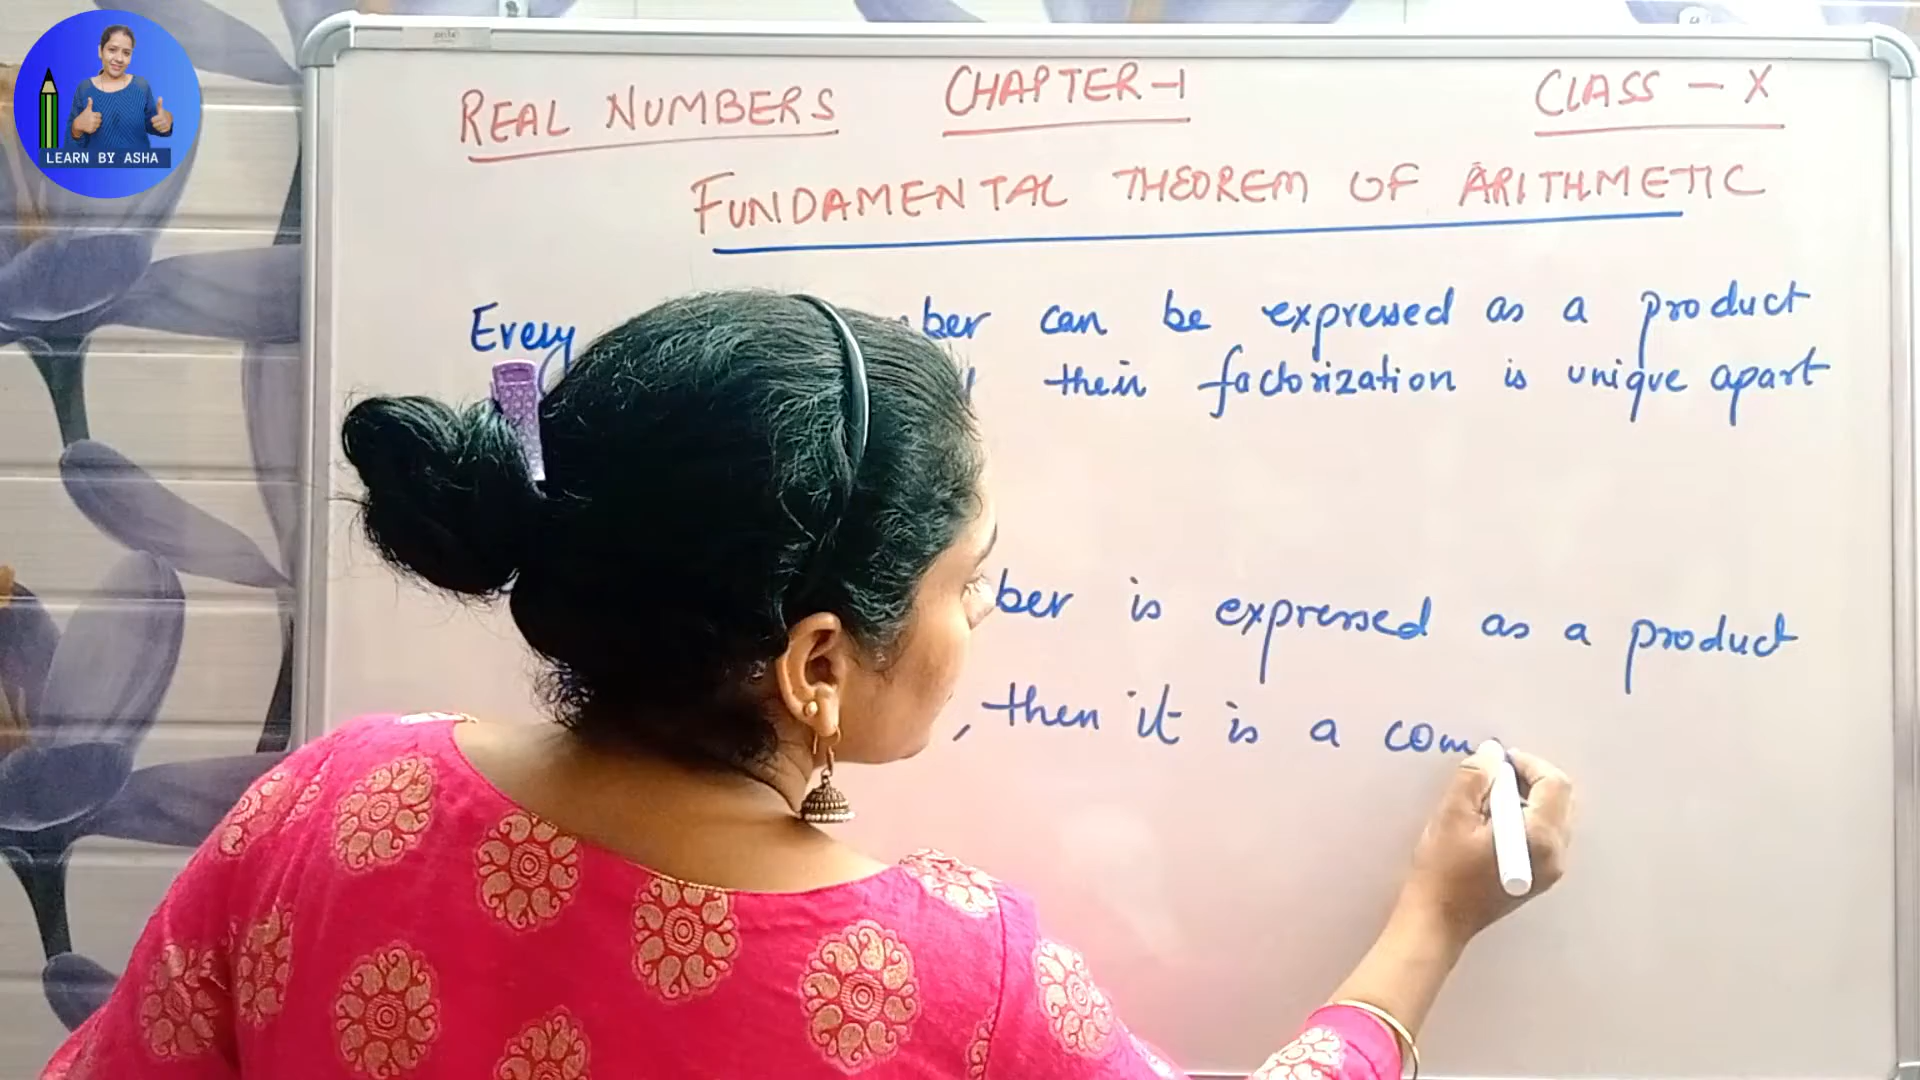 LEARN BY ASHA
REAL NUMBERS CHAPTER-1 CLASS - X
FUNDAMENTAL THEOREM OF ARITHMETIC
Every ber can be expressed as a product
their factorization is unique apart
ber is expressed as a product
, then it is a com